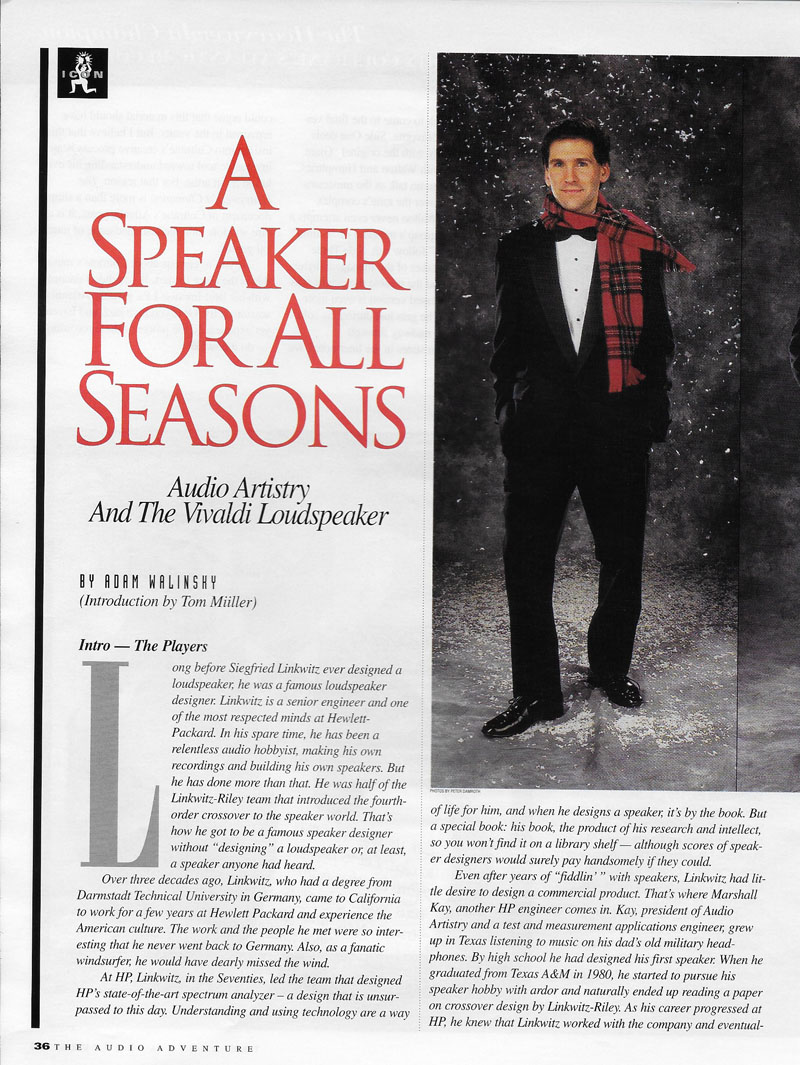 ICON
A
SPEAKER
FOR ALL
SEASONS
Audio Artistry
And The Vivaldi Loudspeaker
BY ADAM WALINSKY
(Introduction by Tom Miiller)
Intro — The Players
Long before Siegfried Linkwitz ever designed a
loudspeaker, he was a famous loudspeaker
designer. Linkwitz is a senior engineer and one
of the most respected minds at Hewlett-
Packard. In his spare time, he has been a
relentless audio hobbyist, making his own
recordings and building his own speakers. But
he has done more than that. He was half of the
Linkwitz-Riley team that introduced the fourth-
order crossover to the speaker world. That's
how he got to be a famous speaker designer
without “designing” a loudspeaker or, at least,
a speaker anyone had heard.
Over three decades ago, Linkwitz, who had a degree from
Darmstadt Technical University in Germany, came to California
to work for a few years at Hewlett Packard and experience the
American culture. The work and the people he met were so inter-
esting that he never went back to Germany. Also, as a fanatic
windsurfer, he would have dearly missed the wind.
At HP, Linkwitz, in the Seventies, led the team that designed
HP's state-of-the-art spectrum analyzer – a design that is unsur-
passed to this day. Understanding and using technology are a way
PHOTOS BY PETER DAMROTH
of life for him, and when he designs a speaker, it's by the book. But
a special book: his book, the product of his research and intellect,
so you won't find it on a library shelf — although scores of speak-
er designers would surely pay handsomely if they could.
Even after years of “fiddlin' ” with speakers, Linkwitz had lit-
tle desire to design a commercial product. That's where Marshall
Kay, another HP engineer comes in. Kay, president of Audio
Artistry and a test and measurement applications engineer, grew
up in Texas listening to music on his dad's old military head-
phones. By high school he had designed his first speaker. When he
graduated from Texas A&M in 1980, he started to pursue his
speaker hobby with ardor and naturally ended up reading a paper
on crossover design by Linkwitz-Riley. As his career progressed at
HP, he knew that Linkwitz worked with the company and eventual-
36 THE AUDIO ADVENTURE